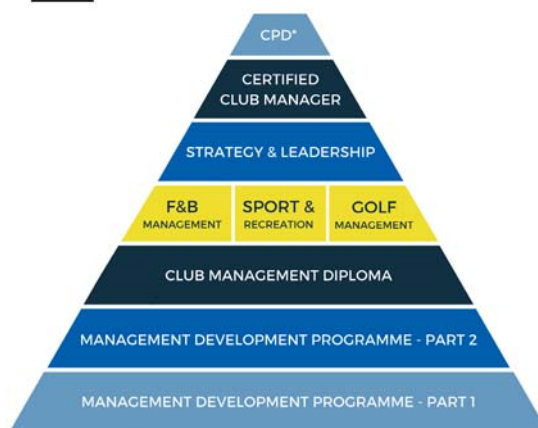 CPD*
CERTIFIED
CLUB MANAGER
STRATEGY & LEADERSHIP
F&B
MANAGEMENT
SPORT &
RECREATION
GOLF
MANAGEMENT
CLUB MANAGEMENT DIPLOMA
MANAGEMENT DEVELOPMENT PROGRAMME - PART 2
MANAGEMENT DEVELOPMENT PROGRAMME - PART 1